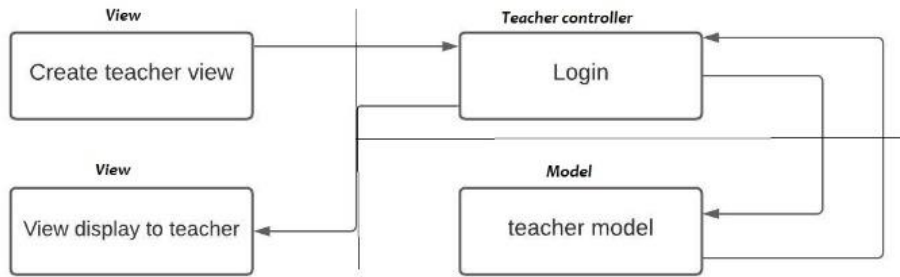 View
Teacher controller
Create teacher view
Login
View
Model
View display to teacher
teacher model